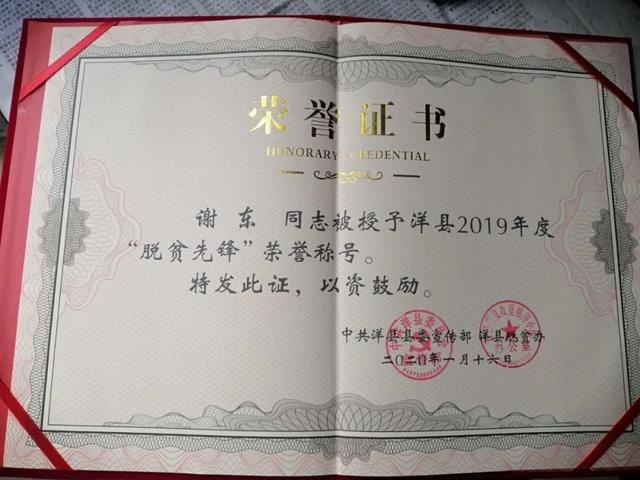 荣誉证书
HONORARY CREDENTIAL
谢东 同志被授予洋县2019年度
“脱贫先锋”荣誉称号。
特发此证，以资鼓励。
中共洋县县委宣传部 洋县脱贫办
二〇二〇年一月十六日
办公室